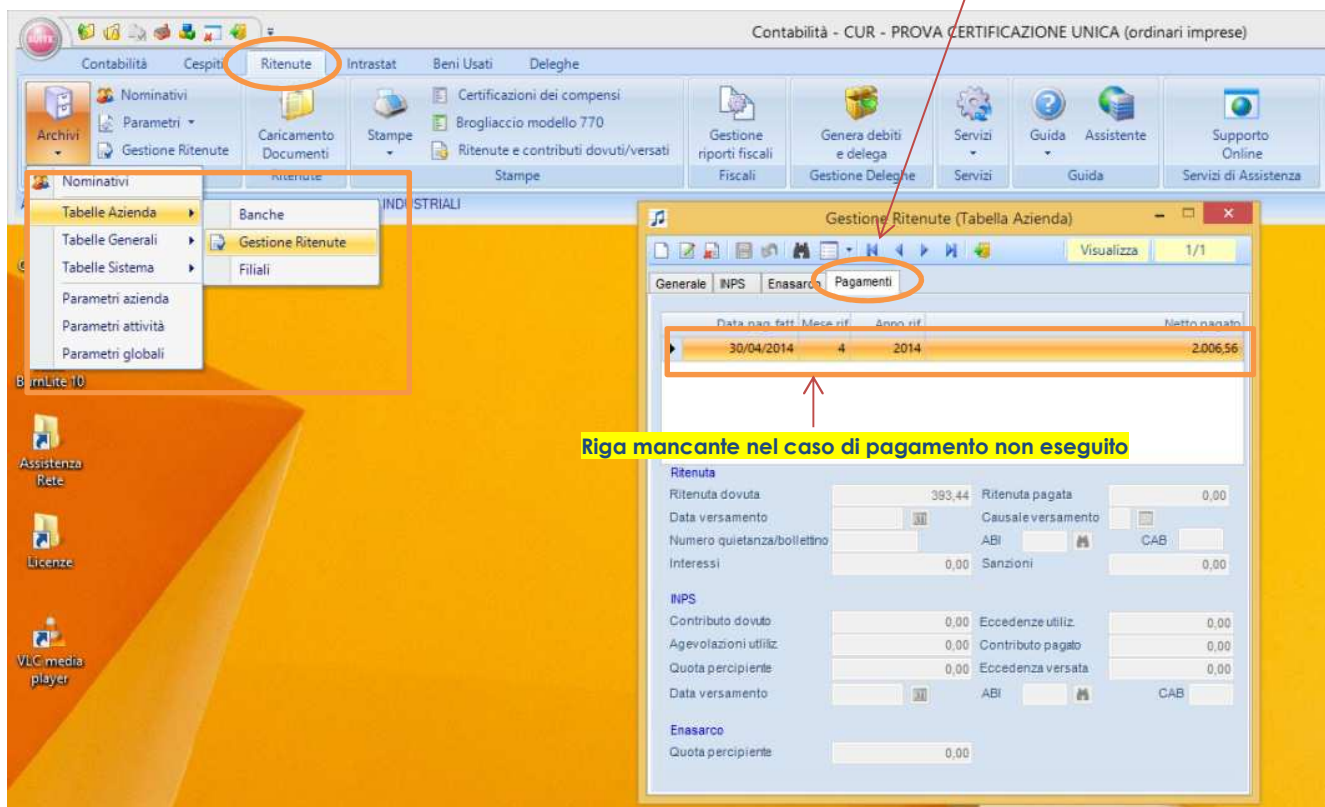 SUITE
Contabilità - CUR - PROVA CERTIFICAZIONE UNICA (ordinari imprese)
Contabilità Cespiti Ritenute Intrastat Beni Usati Deleghe
Archivi
Nominativi
Parametri
Gestione Ritenute
Caricamento Documenti
Stampe
Certificazioni dei compensi
Brogliaccio modello 770
Ritenute e contributi dovuti/versati
Gestione riporti fiscali
Genera debiti e delega
Servizi
Guida
Assistente
Supporto Online
Ritenute Stampe Fiscali Gestione Deleghe Servizi Guida Servizi di Assistenza
INDUSTRIALI
Nominativi
Tabelle Azienda
Tabelle Generali
Tabelle Sistema
Parametri azienda
Parametri attività
Parametri globali
Banche
Gestione Ritenute
Filiali
BurnLite 10
Assistenza Rete
Licenze
VLC media player
Gestione Ritenute (Tabella Azienda)
Visualizza 1/1
Generale INPS Enasarco Pagamenti
Data pag.fatt Mese rif Anno rif Netto pagato
30/04/2014 4 2014 2.006,56
Riga mancante nel caso di pagamento non eseguito
Ritenuta
Ritenuta dovuta 393,44 Ritenuta pagata 0,00
Data versamento Causale versamento
Numero quietanza/bollettino ABI CAB
Interessi 0,00 Sanzioni 0,00
INPS
Contributo dovuto 0,00 Eccedenze utiliz. 0,00
Agevolazioni utliliz 0,00 Contributo pagato 0,00
Quota percipiente 0,00 Eccedenza versata 0,00
Data versamento ABI CAB
Enasarco
Quota percipiente 0,00